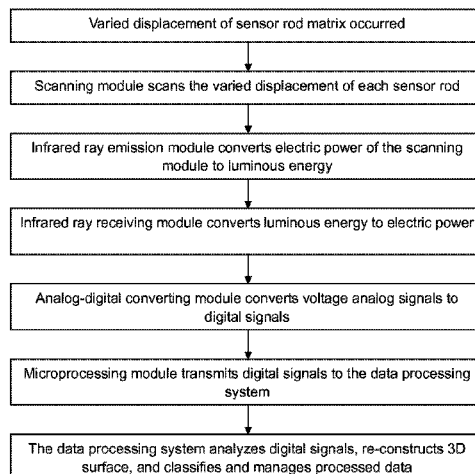 Varied displacement of sensor rod matrix occurred
Scanning module scans the varied displacement of each sensor rod
Infrared ray emission module converts electric power of the scanning
module to luminous energy
Infrared ray receiving module converts luminous energy to electric power
Analog-digital converting module converts voltage analog signals to
digital signals
Microprocessing module transmits digital signals to the data processing
system
The data processing system analyzes digital signals, re-constructs 3D
surface, and classifies and manages processed data